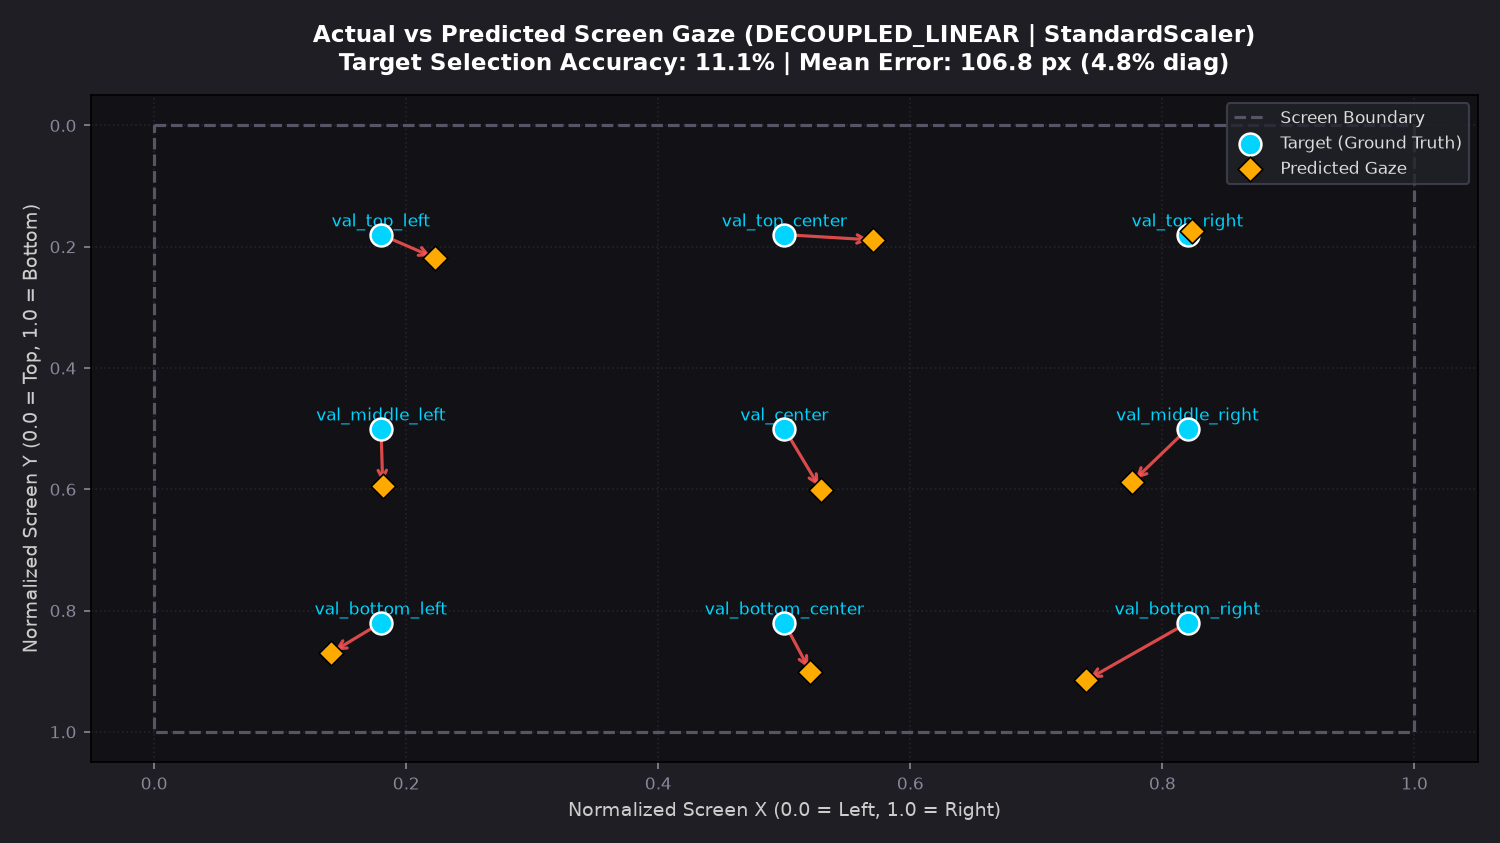 Actual vs Predicted Screen Gaze (DECOUPLED_LINEAR | StandardScaler)
Target Selection Accuracy: 11.1% | Mean Error: 106.8 px (4.8% diag)
Screen Boundary
Target (Ground Truth)
Predicted Gaze
val_top_left
val_top_center
val_top_right
val_middle_left
val_center
val_middle_right
val_bottom_left
val_bottom_center
val_bottom_right
Normalized Screen Y (0.0 = Top, 1.0 = Bottom)
0.0
0.2
0.4
0.6
0.8
1.0
0.0
0.2
0.4
0.6
0.8
1.0
Normalized Screen X (0.0 = Left, 1.0 = Right)